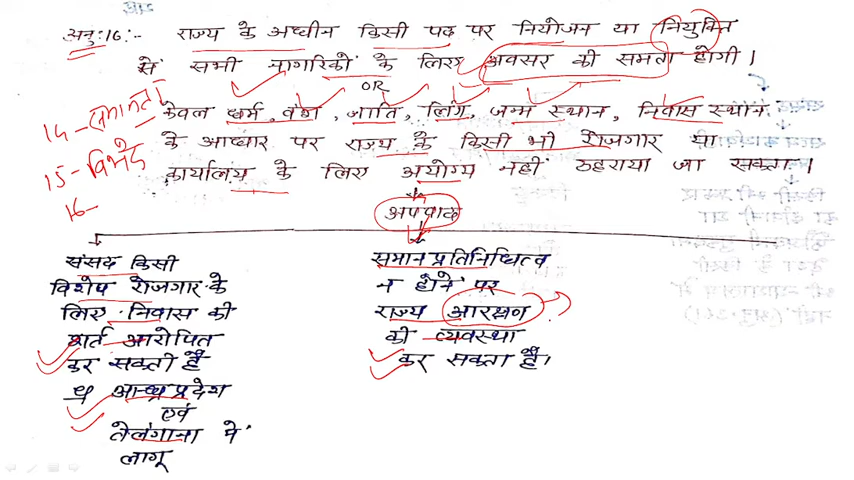 अनु:16:- राज्य के अधीन किसी पद पर नियोजन या नियुक्ति
से सभी नागरिकों के लिए अवसर की समता होगी।
OR
केवल धर्म, वंश, जाति, लिंग, जन्म स्थान, निवास स्थान
के आधार पर राज्य के किसी भी रोजगार या
कार्यालय के लिए अयोग्य नहीं ठहराया जा सकता।
14 - समानता
15 - विभेद
16 -
अपवाद
संसद किसी
विशेष रोजगार के
लिए निवास की
शर्त आरोपित
कर सकती है
आन्ध्र प्रदेश
एवं
तेलंगाना में
लागू
समान प्रतिनिधित्व
न होने पर
राज्य आरक्षण
की व्यवस्था
कर सकता है।